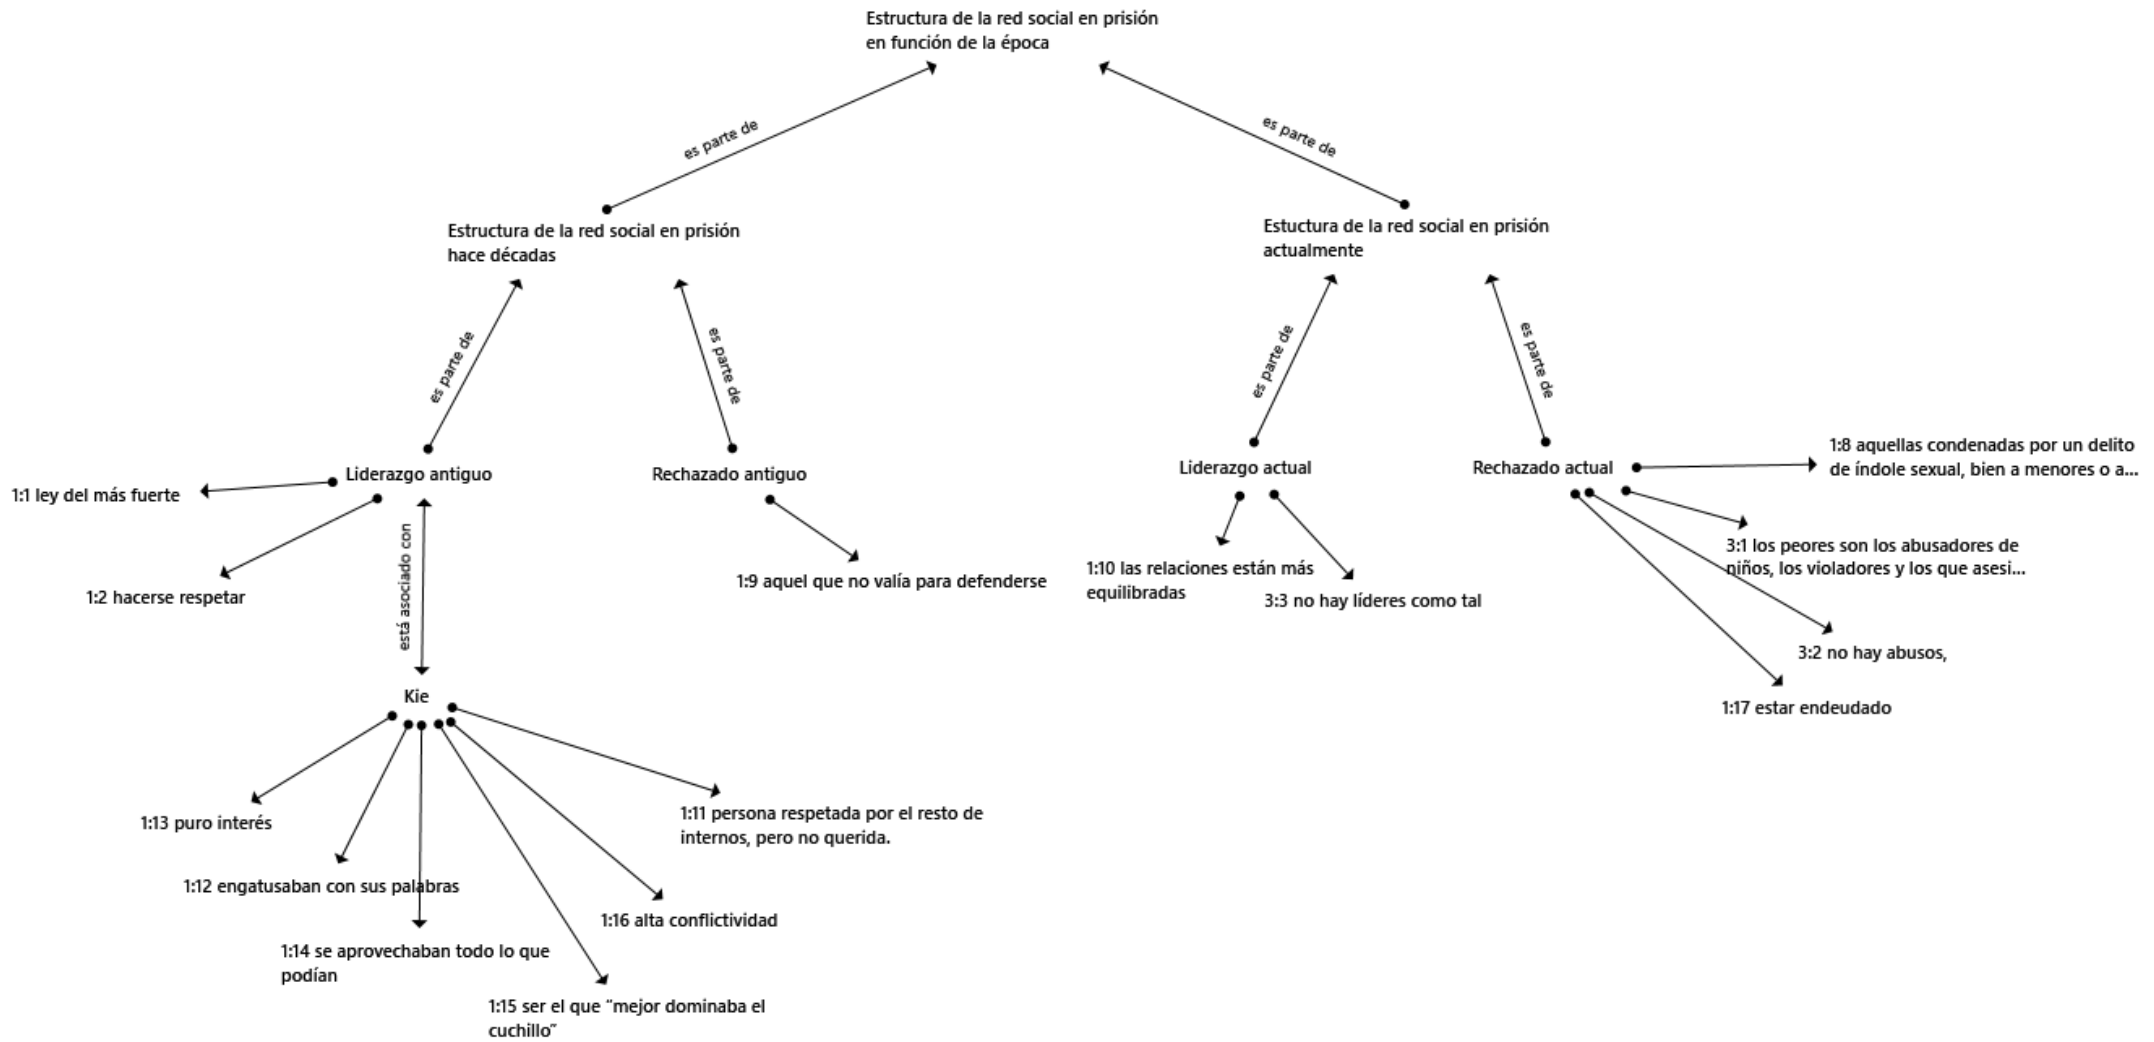 Estructura de la red social en prisión
en función de la época
es parte de
es parte de
Estructura de la red social en prisión
hace décadas
Estuctura de la red social en prisión
actualmente
es parte de
es parte de
es parte de
es parte de
Liderazgo antiguo
Rechazado antiguo
Liderazgo actual
Rechazado actual
1:8 aquellas condenadas por un delito
de índole sexual, bien a menores o a...
1:1 ley del más fuerte
1:2 hacerse respetar
está asociado con
1:9 aquel que no valía para defenderse
1:10 las relaciones están más
equilibradas
3:3 no hay líderes como tal
3:1 los peores son los abusadores de
niños, los violadores y los que asesi...
3:2 no hay abusos,
1:17 estar endeudado
Kie
1:13 puro interés
1:11 persona respetada por el resto de
internos, pero no querida.
1:12 engatusaban con sus palabras
1:16 alta conflictividad
1:14 se aprovechaban todo lo que
podían
1:15 ser el que “mejor dominaba el
cuchillo”